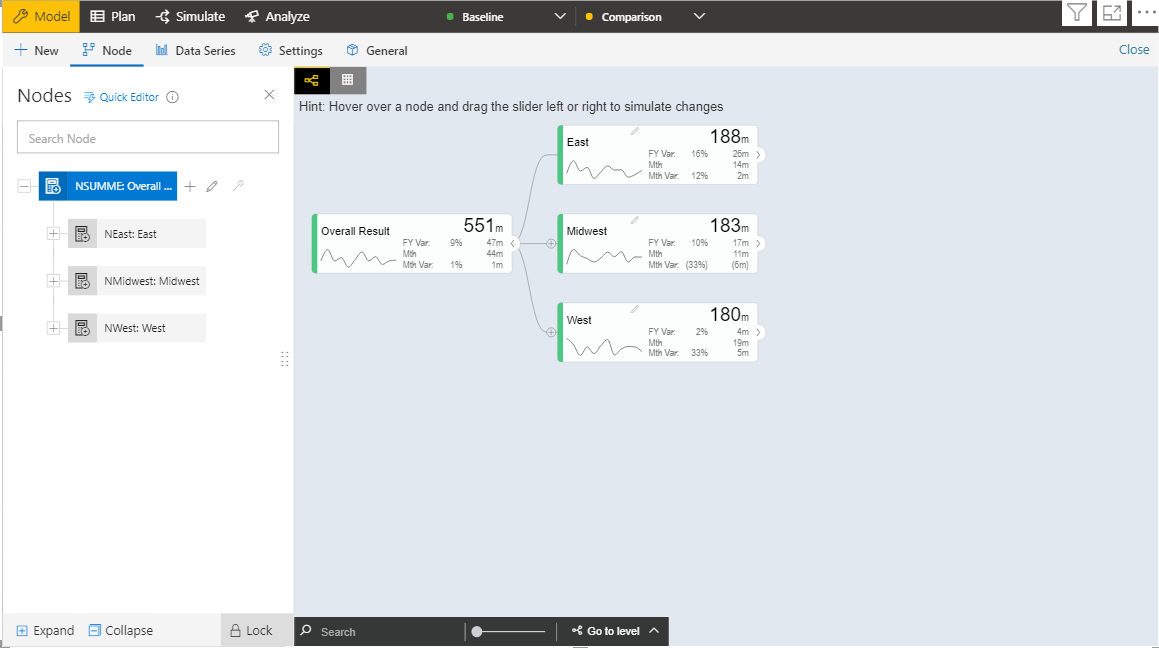 Model Plan Simulate Analyze Baseline Comparison
New Node Data Series Settings General Close
Nodes Quick Editor
Search Node
NSUMME: Overall ...
NEast: East
NMidwest: Midwest
NWest: West
Expand Collapse Lock
Hint: Hover over a node and drag the slider left or right to simulate changes
Overall Result 551m
FY Var: 9% 47m
Mth 44m
Mth Var: 1% 1m
East 188m
FY Var: 16% 26m
Mth 14m
Mth Var: 12% 2m
Midwest 183m
FY Var: 10% 17m
Mth 11m
Mth Var: (33%) (6m)
West 180m
FY Var: 2% 4m
Mth 19m
Mth Var: 33% 5m
Search Go to level